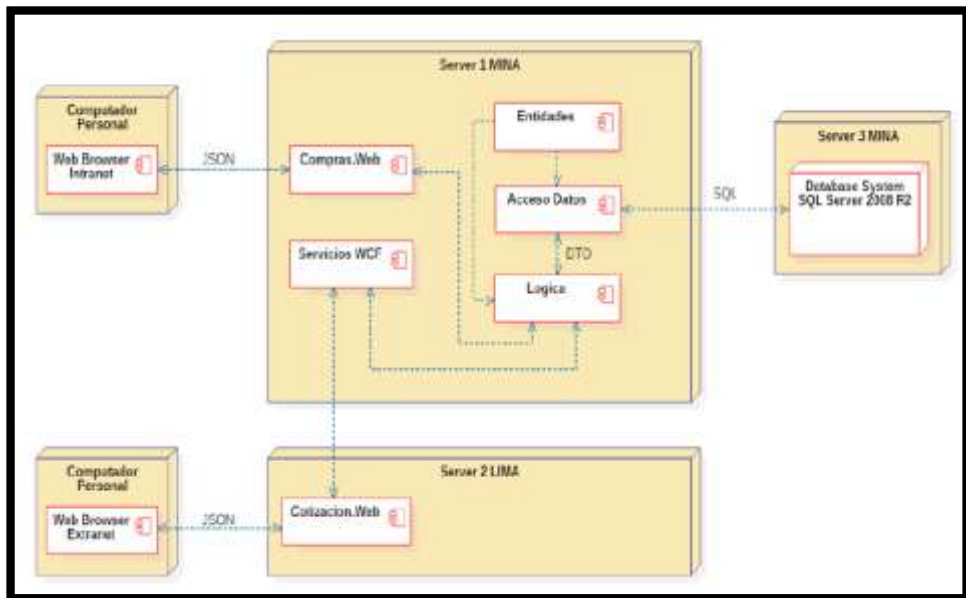 Server 1 MINA
Computador
Personal
Web Browser
Intranet
JSON
Compras.Web
Entidades
Acceso Datos
SQL
Server 3 MINA
Database System
SQL Server 2008 R2
Servicios WCF
DTO
Logica
Computador
Personal
Web Browser
Extranet
JSON
Server 2 LIMA
Cotizacion.Web